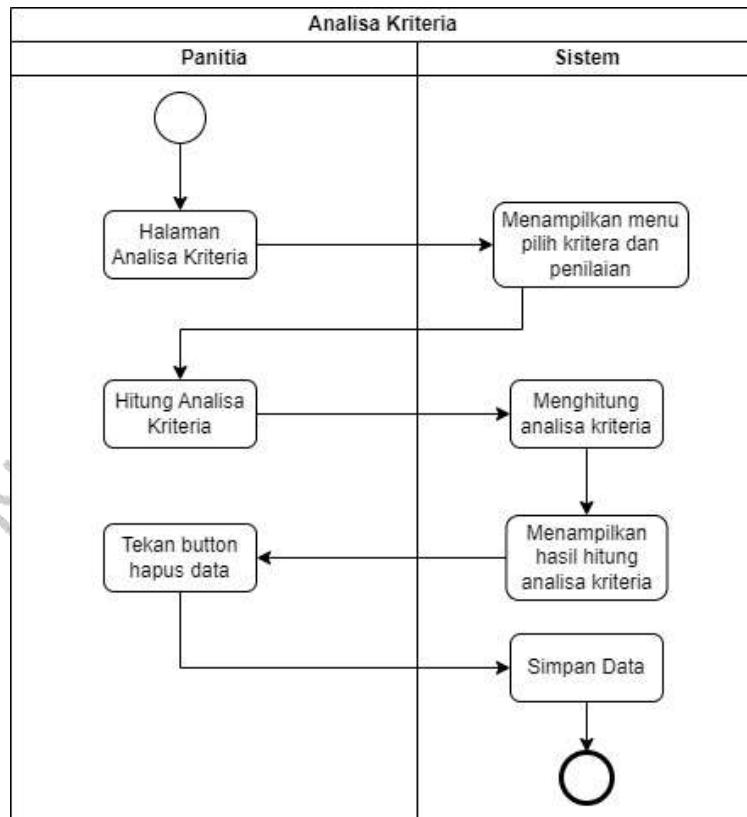 Analisa Kriteria
Panitia
Sistem
Halaman
Analisa Kriteria
Menampilkan menu
pilih kritera dan
penilaian
Hitung Analisa
Kriteria
Menghitung
analisa kriteria
Menampilkan
hasil hitung
analisa kriteria
Tekan button
hapus data
Simpan Data